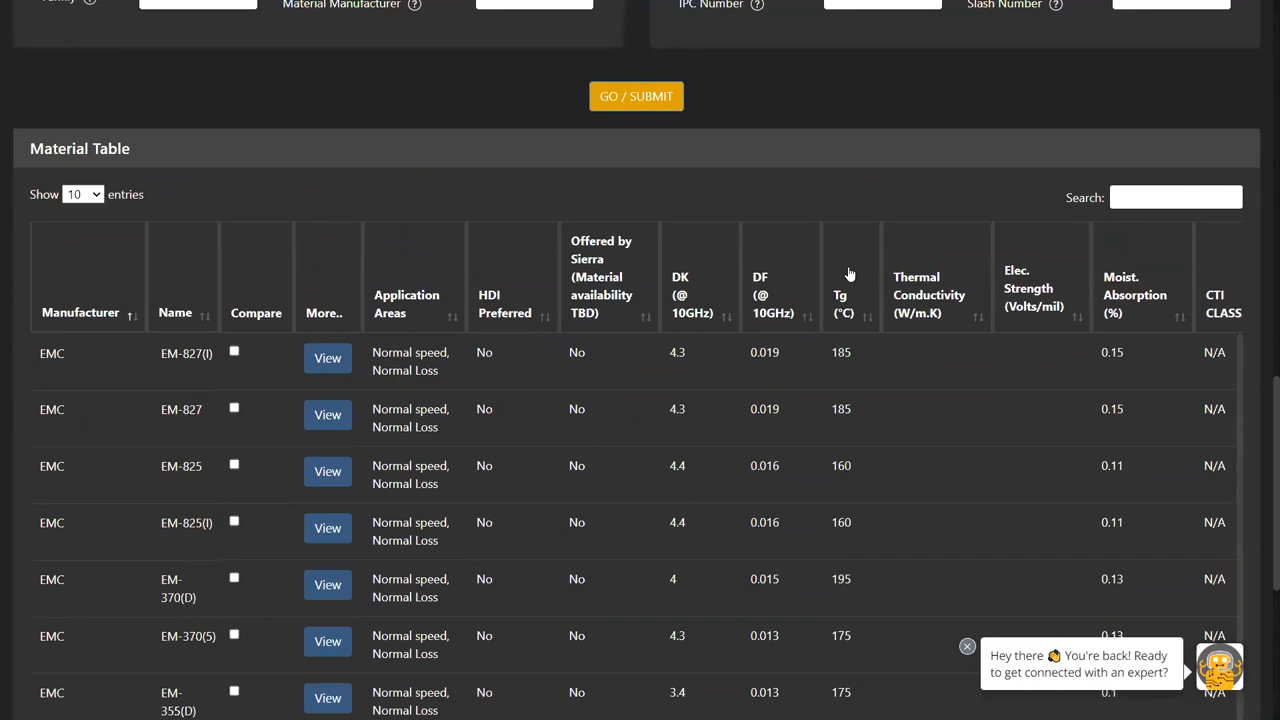 Family ?
Material Manufacturer ?
IPC Number ?
Slash Number ?
GO / SUBMIT
Material Table
Show 10 entries
Search:
Manufacturer
Name
Compare
More..
Application
Areas
HDI
Preferred
Offered by
Sierra
(Material
availability
TBD)
DK
(@
10GHz)
DF
(@
10GHz)
Tg
(°C)
Thermal
Conductivity
(W/m.K)
Elec.
Strength
(Volts/mil)
Moist.
Absorption
(%)
CTI
CLASS
EMC EM-827(I) View Normal speed, No No 4.3 0.019 185 0.15 N/A
Normal Loss
EMC EM-827 View Normal speed, No No 4.3 0.019 185 0.15 N/A
Normal Loss
EMC EM-825 View Normal speed, No No 4.4 0.016 160 0.11 N/A
Normal Loss
EMC EM-825(I) View Normal speed, No No 4.4 0.016 160 0.11 N/A
Normal Loss
EMC EM- View Normal speed, No No 4 0.015 195 0.13 N/A
370(D) Normal Loss
EMC EM-370(5) View Normal speed, No No 4.3 0.013 175 0.13 N/A
Normal Loss
EMC EM- View Normal speed, No No 3.4 0.013 175 0.1 N/A
355(D) Normal Loss
Hey there 👏 You're back! Ready
to get connected with an expert?